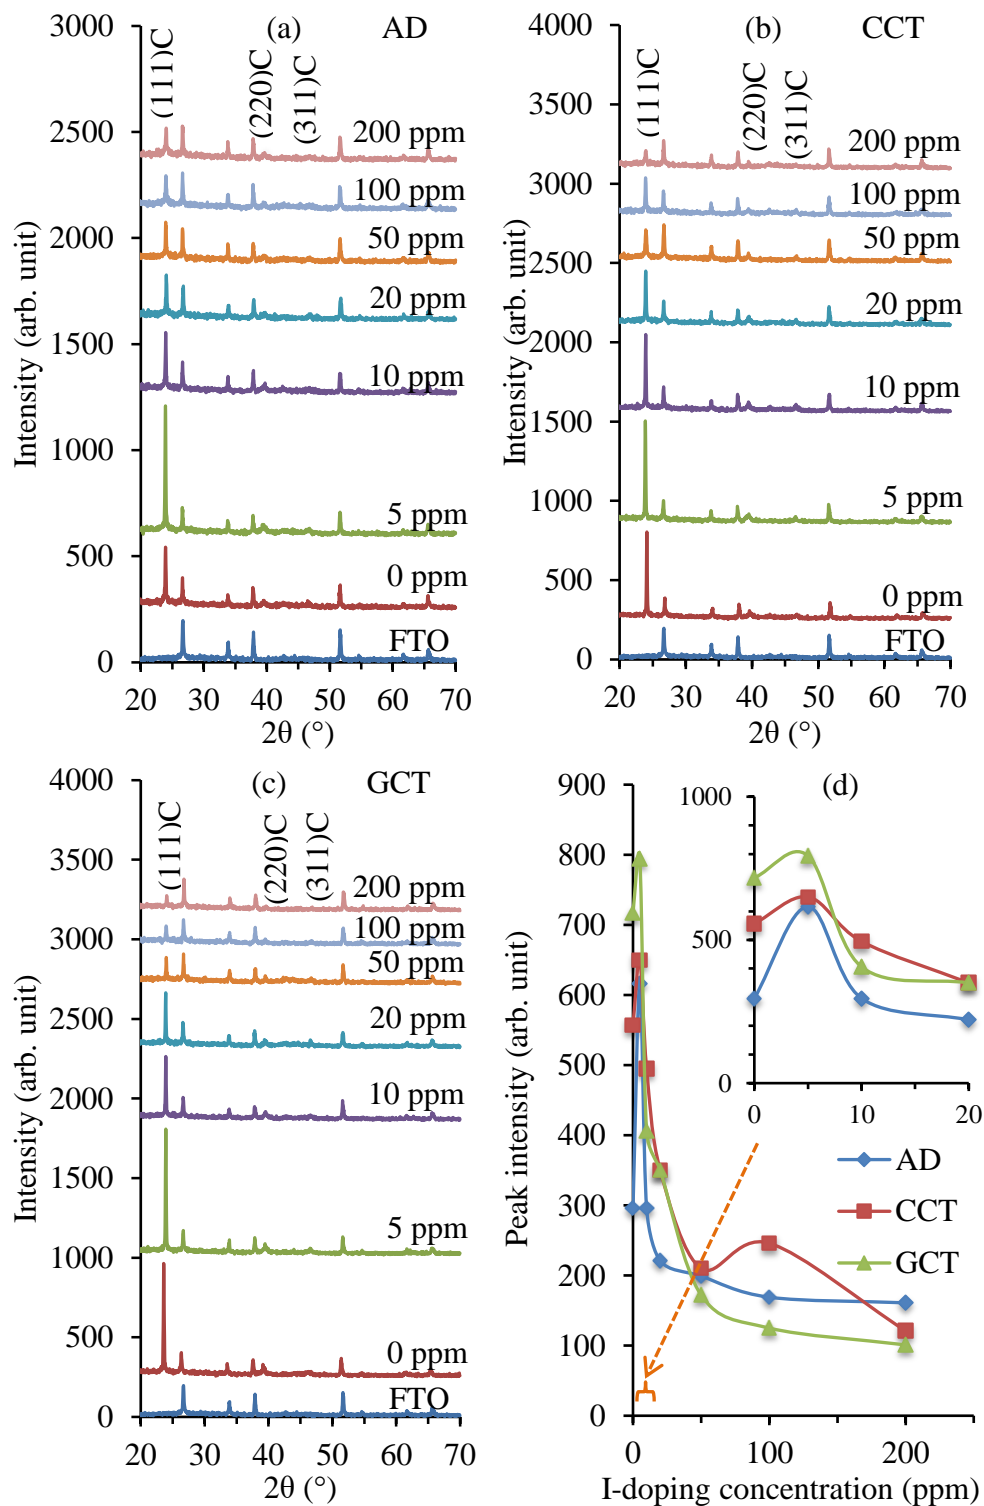 (a) AD
3000
2500
2000
1500
1000
500
0
Intensity (arb. unit)
(111)C
(220)C
(311)C
200 ppm
100 ppm
50 ppm
20 ppm
10 ppm
5 ppm
0 ppm
FTO
20 30 40 50 60 70
2θ (°)
(b) CCT
4000
3500
3000
2500
2000
1500
1000
500
0
Intensity (arb. unit)
(111)C
(220)C
(311)C
200 ppm
100 ppm
50 ppm
20 ppm
10 ppm
5 ppm
0 ppm
FTO
20 30 40 50 60 70
2θ (°)
(c) GCT
4000
3500
3000
2500
2000
1500
1000
500
0
Intensity (arb. unit)
(111)C
(220)C
(311)C
200 ppm
100 ppm
50 ppm
20 ppm
10 ppm
5 ppm
0 ppm
FTO
20 30 40 50 60 70
2θ (°)
(d)
900
800
700
600
500
400
300
200
100
0
Peak intensity (arb. unit)
1000
500
0
0 10 20
AD
CCT
GCT
0 100 200
I-doping concentration (ppm)